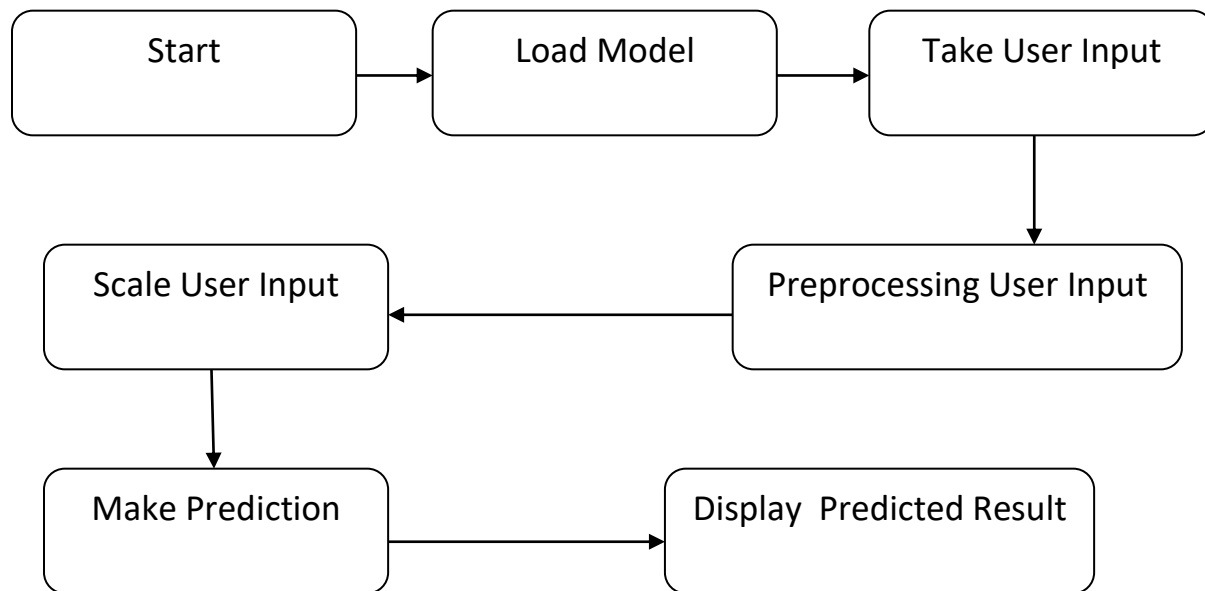 Start
Load Model
Take User Input
Preprocessing User Input
Scale User Input
Make Prediction
Display  Predicted Result